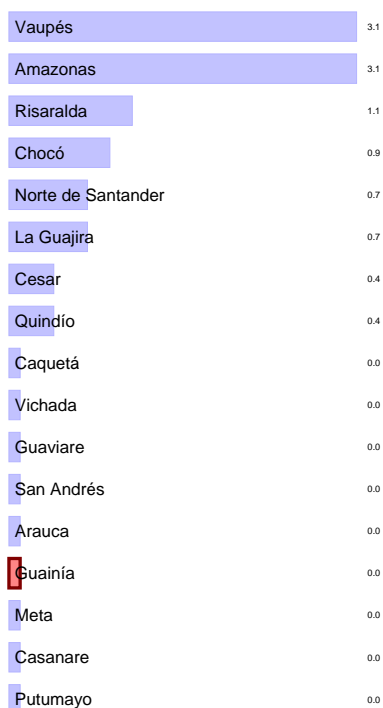 Vaupés 3.1
Amazonas 3.1
Risaralda 1.1
Chocó 0.9
Norte de Santander 0.7
La Guajira 0.7
Cesar 0.4
Quindío 0.4
Caquetá 0.0
Vichada 0.0
Guaviare 0.0
San Andrés 0.0
Arauca 0.0
Guainía 0.0
Meta 0.0
Casanare 0.0
Putumayo 0.0